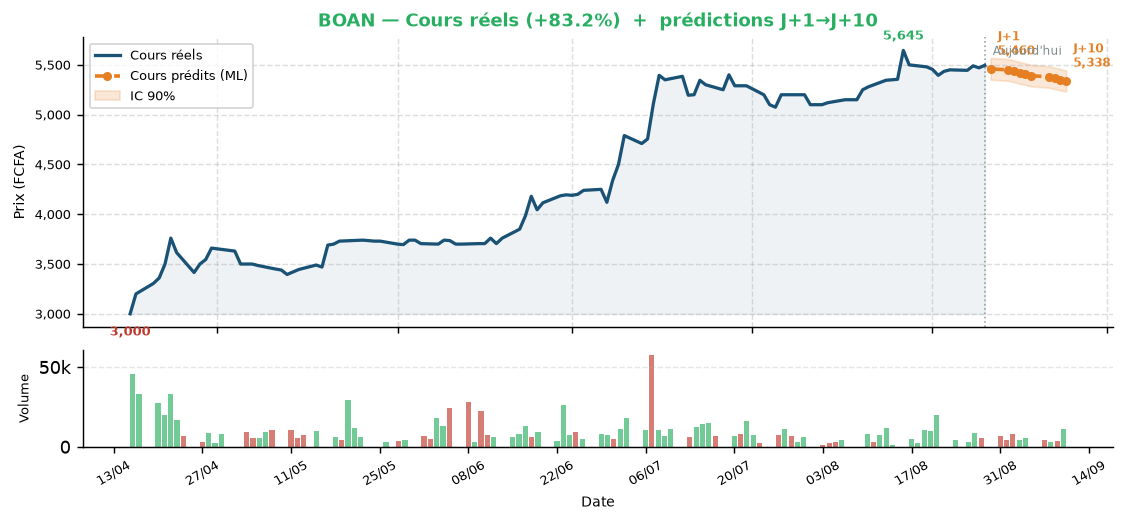 BOAN — Cours réels (+83.2%)  +  prédictions J+1→J+10
Cours réels
Cours prédits (ML)
IC 90%
5,645
J+1
5,460
Aujourd'hui
J+10
5,338
3,000
Prix (FCFA)
5,500
5,000
4,500
4,000
3,500
3,000
Volume
50k
0
13/04
27/04
11/05
25/05
08/06
22/06
06/07
20/07
03/08
17/08
31/08
14/09
Date